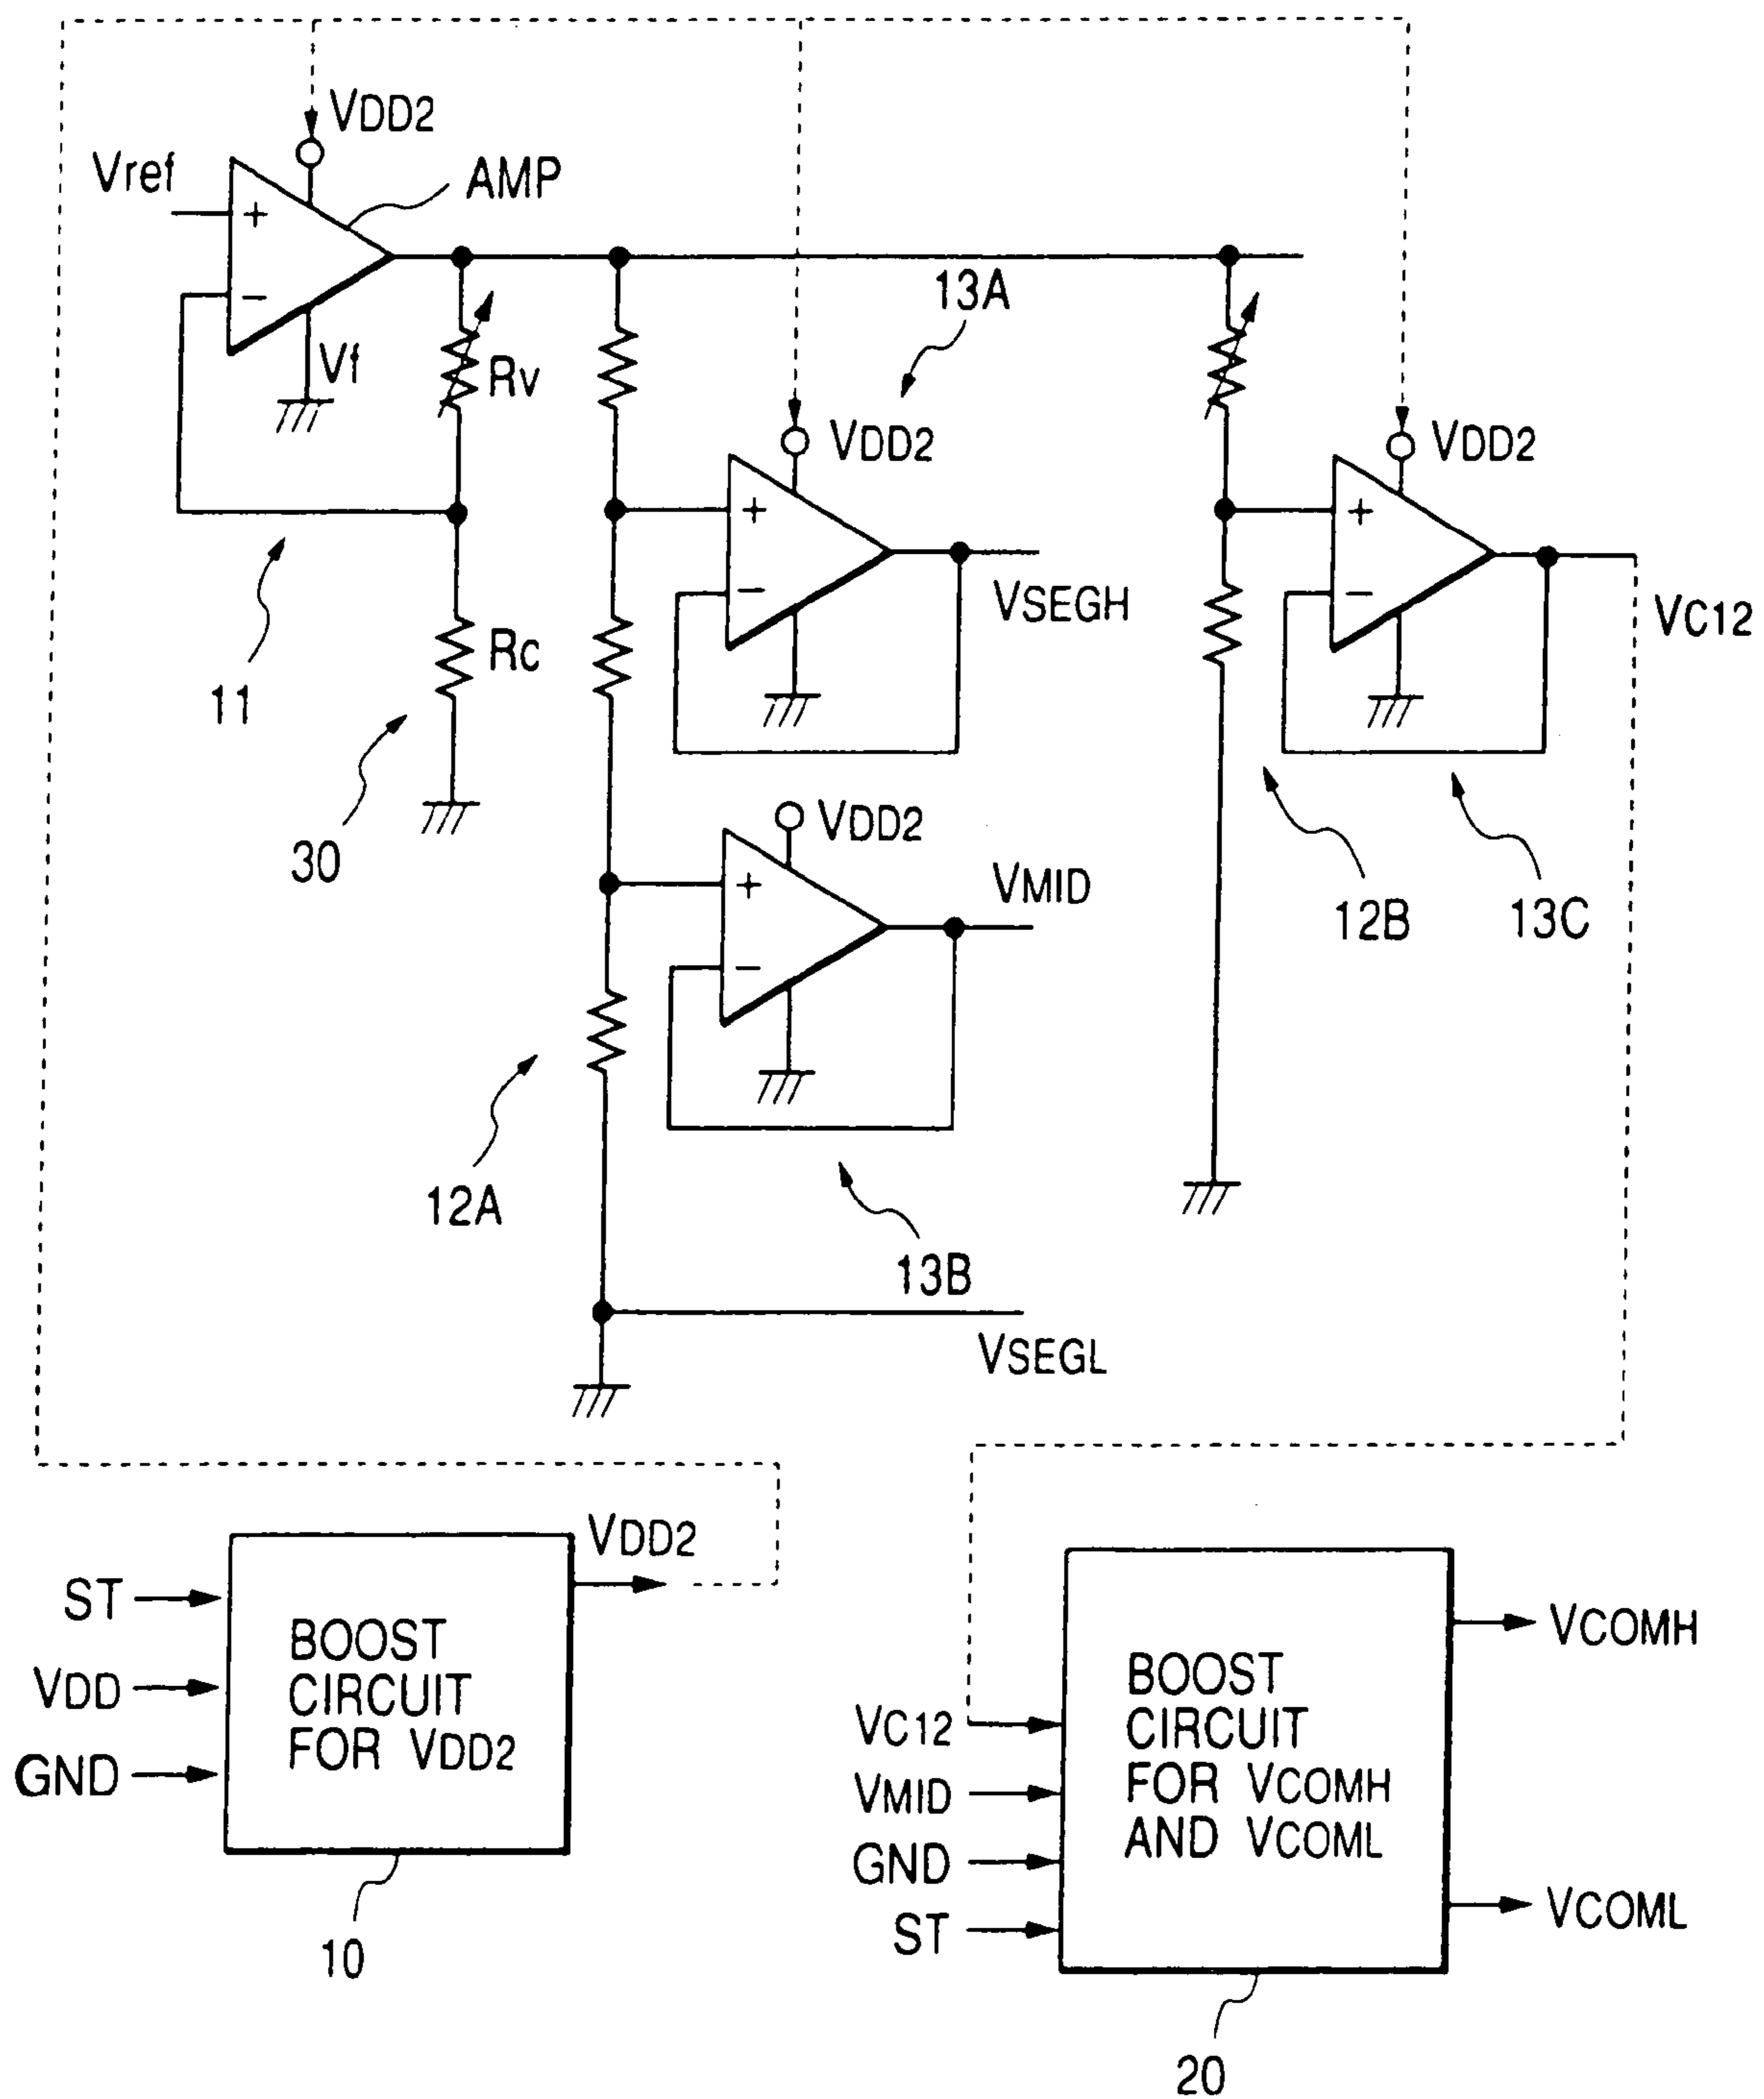 VDD2
Vref
AMP
+
−
Vf
Rv
13A
VDD2
VDD2
+
−
VSEGH
+
−
VC12
11
Rc
30
VDD2
VMID
+
−
12B
13C
12A
13B
VSEGL
VDD2
ST
VDD
GND
BOOST
CIRCUIT
FOR VDD2
10
VC12
VMID
GND
ST
BOOST
CIRCUIT
FOR VCOMH
AND VCOML
VCOMH
VCOML
20